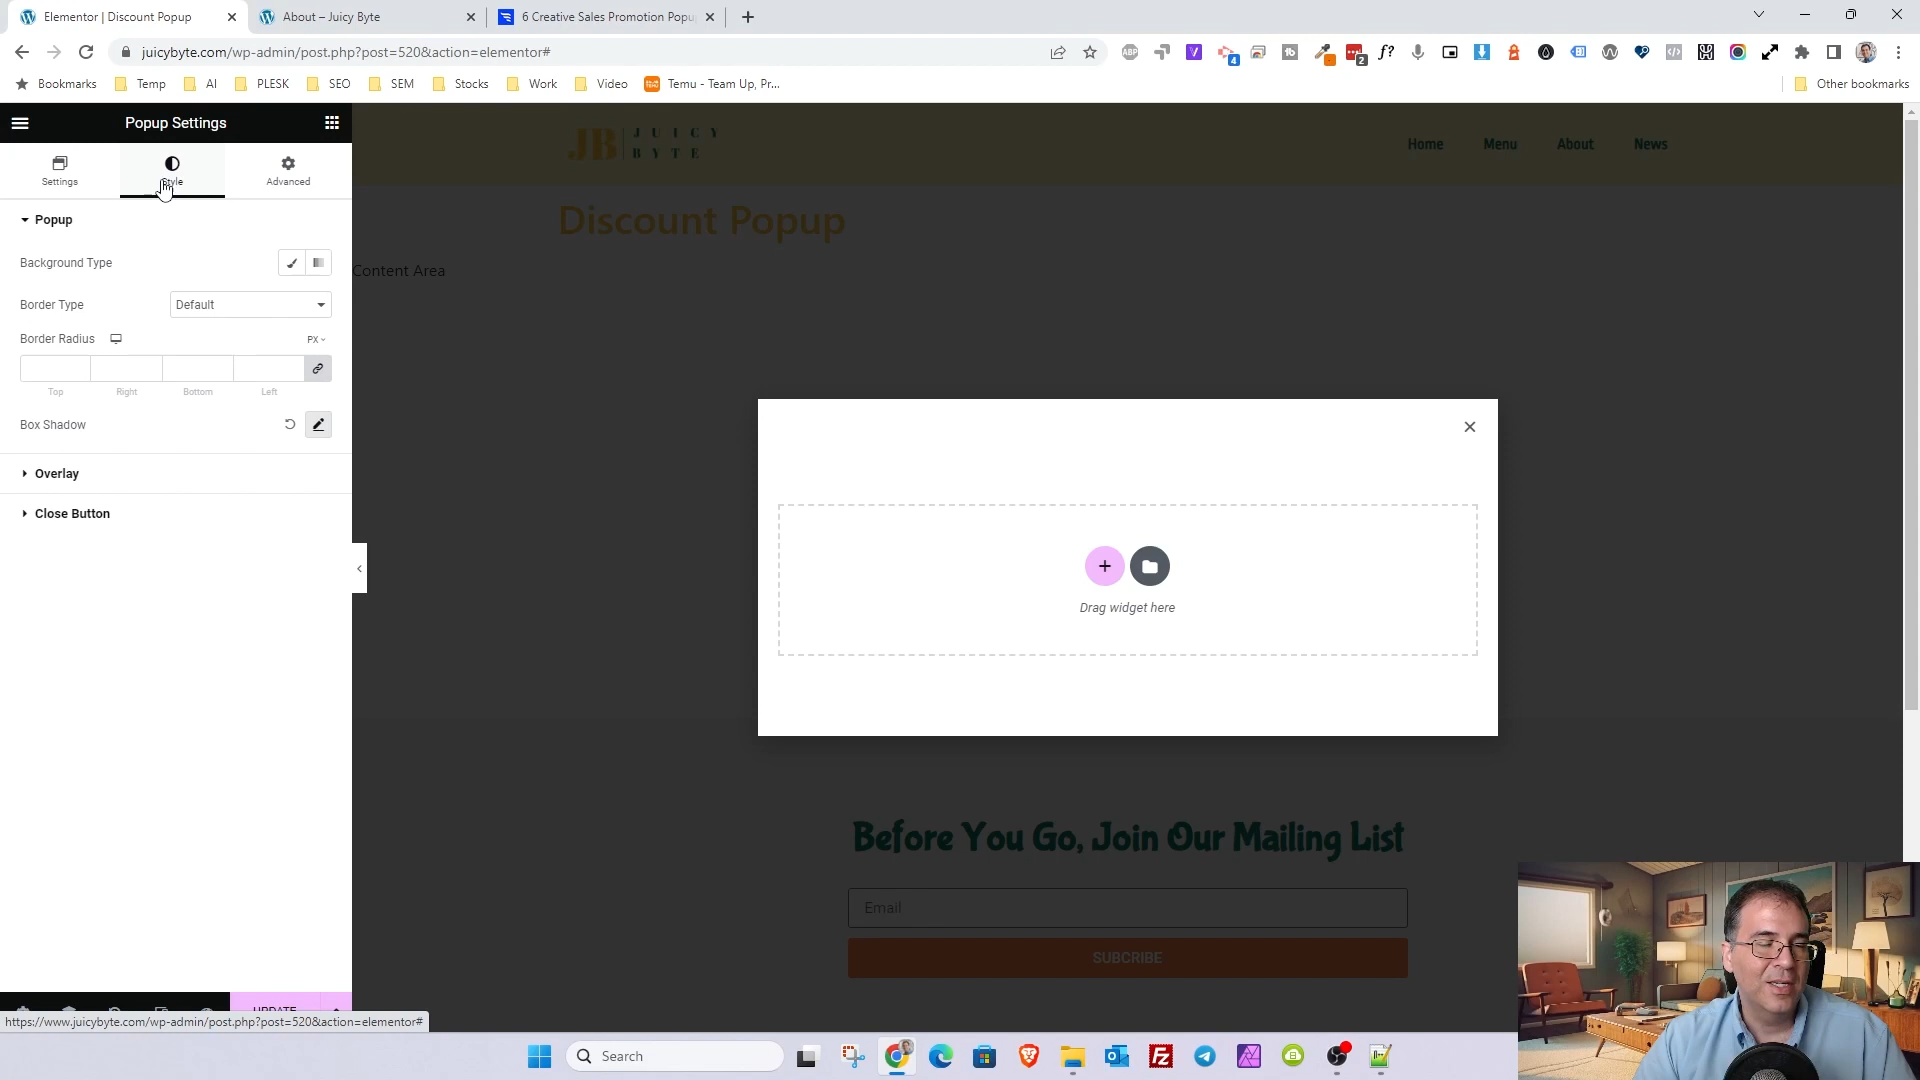 Elementor | Discount Popup
About – Juicy Byte
6 Creative Sales Promotion Popu
juicybyte.com/wp-admin/post.php?post=520&action=elementor#
Bookmarks
Temp
AI
PLESK
SEO
SEM
Stocks
Work
Video
Temu - Team Up, Pr...
Other bookmarks
Popup Settings
Settings
Style
Advanced
JB JUICY
BYTE
Home
Menu
About
News
Discount Popup
Content Area
Popup
Background Type
Border Type
Default
Border Radius
PX
Top
Right
Bottom
Left
Box Shadow
Overlay
Close Button
Drag widget here
Before You Go, Join Our Mailing List
Email
SUBCRIBE
UPDATE
https://www.juicybyte.com/wp-admin/post.php?post=520&action=elementor#
Search